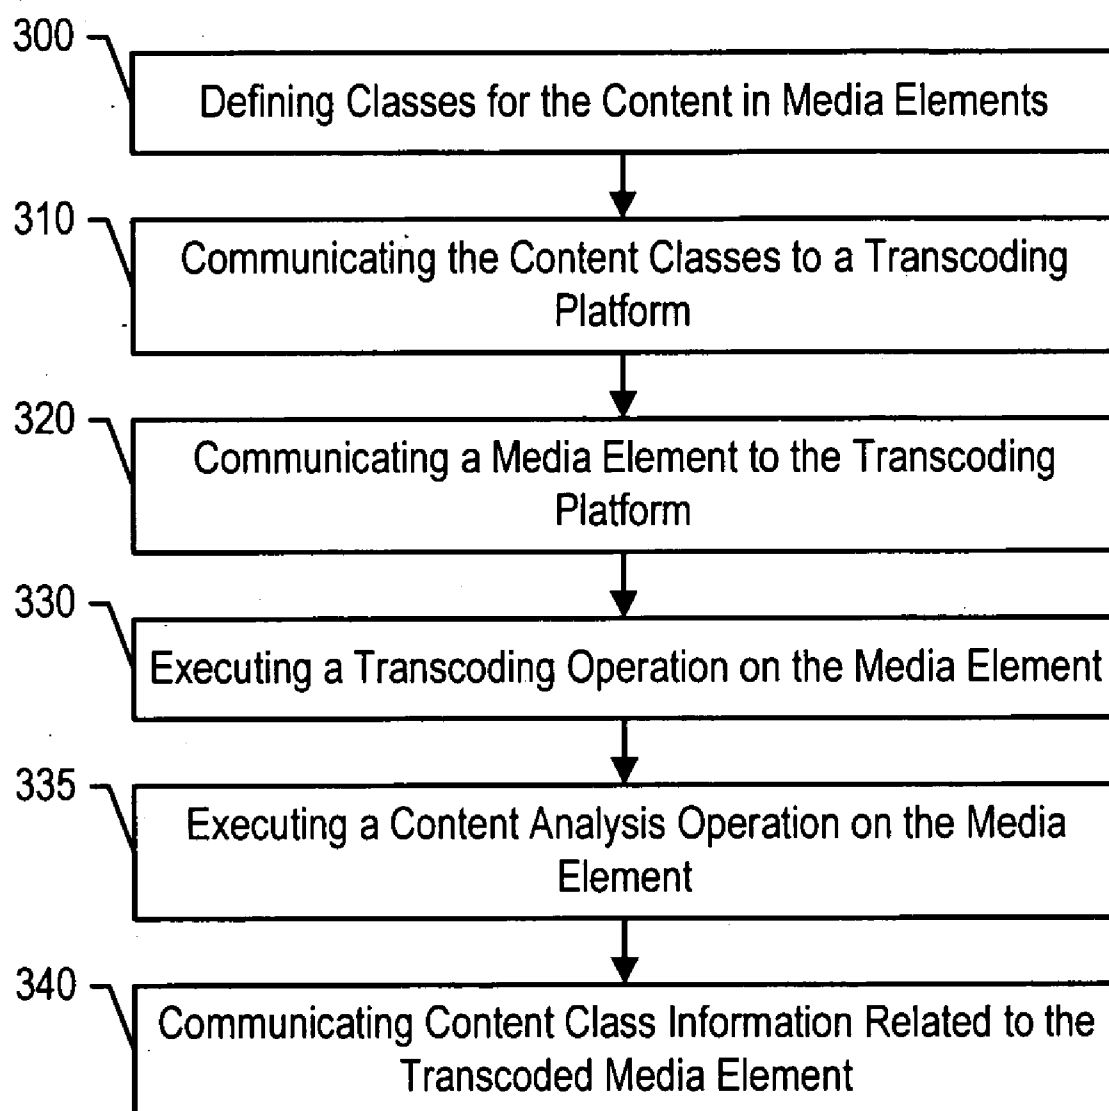 300
Defining Classes for the Content in Media Elements
310
Communicating the Content Classes to a Transcoding
Platform
320
Communicating a Media Element to the Transcoding
Platform
330
Executing a Transcoding Operation on the Media Element
335
Executing a Content Analysis Operation on the Media
Element
340
Communicating Content Class Information Related to the
Transcoded Media Element